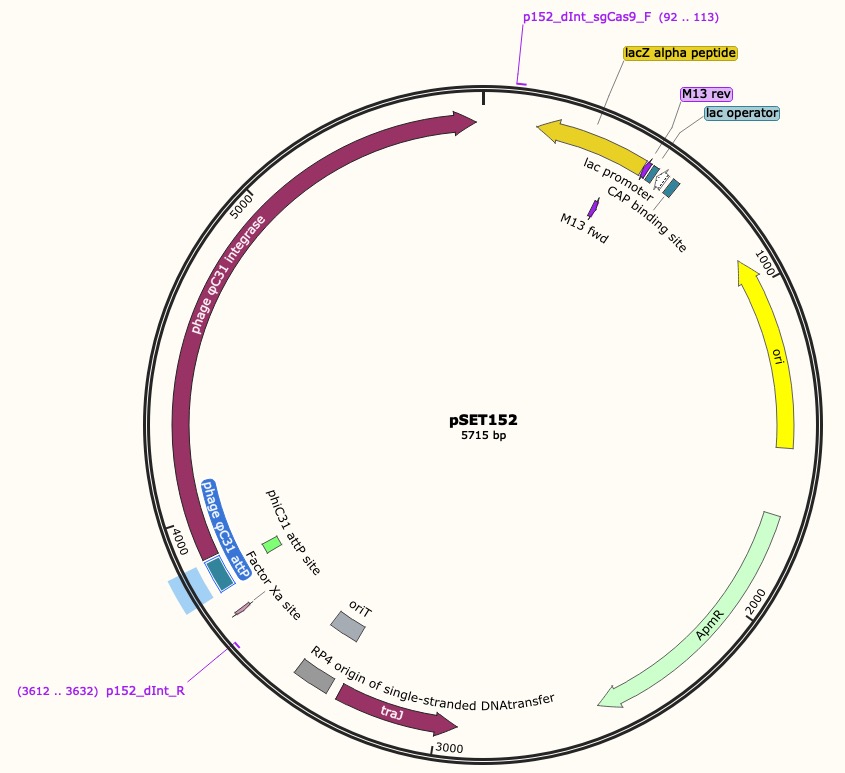 p152_dInt_sgCas9_F (92 .. 113)
lacZ alpha peptide
M13 rev
lac operator
lac promoter
CAP binding site
M13 fwd
1000
ori
pSET152
5715 bp
5000
phage φC31 integrase
phage φC31 attP
phiC31 attP site
4000
Factor Xa site
oriT
2000
ApmR
RP4 origin of single-stranded DNAtransfer
(3612 .. 3632) p152_dInt_R
traJ
3000